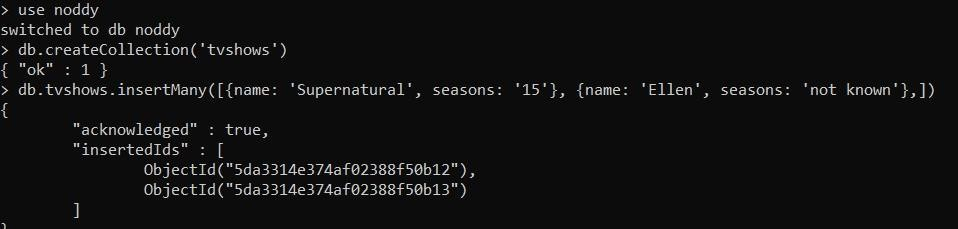 > use noddy
switched to db noddy
> db.createCollection('tvshows')
{ "ok" : 1 }
> db.tvshows.insertMany([{name: 'Supernatural', seasons: '15'}, {name: 'Ellen', seasons: 'not known'},])
{
        "acknowledged" : true,
        "insertedIds" : [
                ObjectId("5da3314e374af02388f50b12"),
                ObjectId("5da3314e374af02388f50b13")
        ]
}